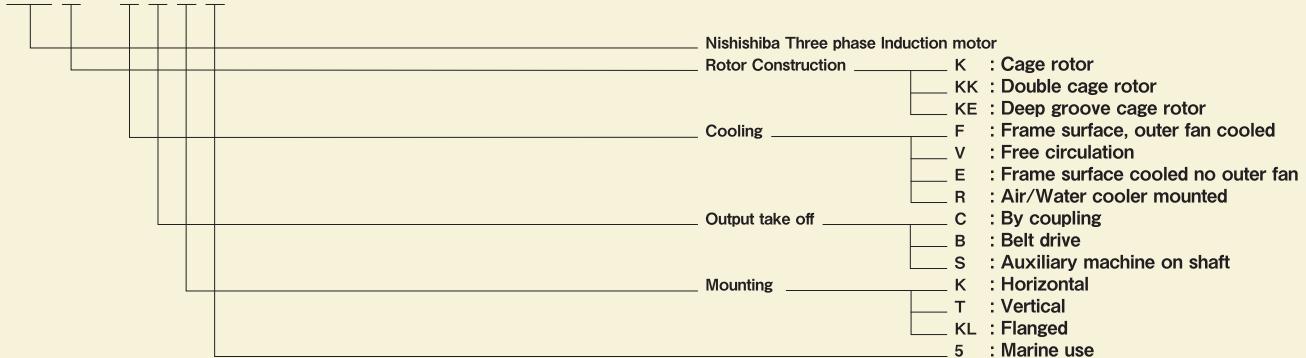 Nishishiba Three phase Induction motor
Rotor Construction K : Cage rotor
KK : Double cage rotor
KE : Deep groove cage rotor
Cooling F : Frame surface, outer fan cooled
V : Free circulation
E : Frame surface cooled no outer fan
R : Air/Water cooler mounted
Output take off C : By coupling
B : Belt drive
S : Auxiliary machine on shaft
Mounting K : Horizontal
T : Vertical
KL : Flanged
5 : Marine use